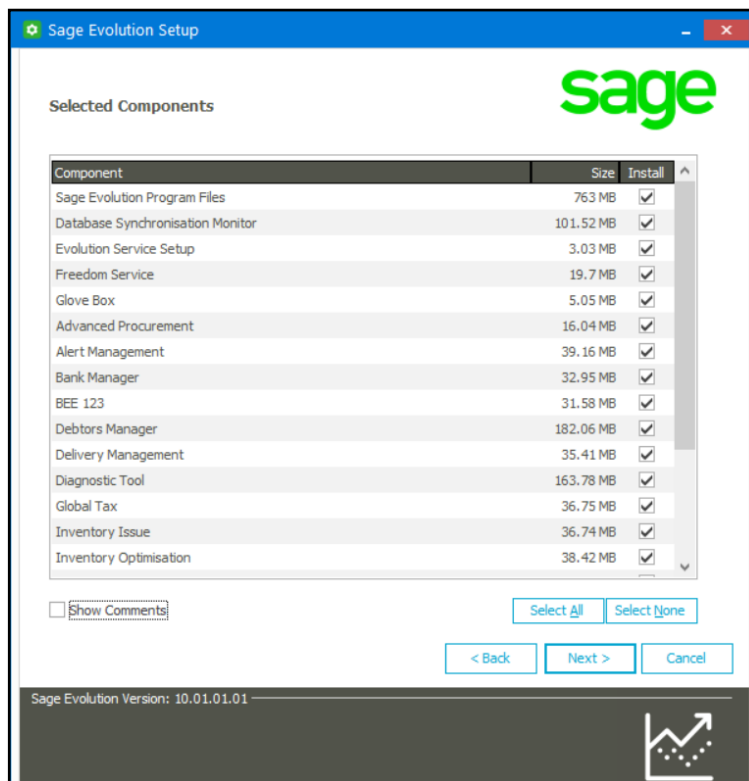 Sage Evolution Setup
sage
Selected Components
Component Size Install
Sage Evolution Program Files 763 MB
Database Synchronisation Monitor 101.52 MB
Evolution Service Setup 3.03 MB
Freedom Service 19.7 MB
Glove Box 5.05 MB
Advanced Procurement 16.04 MB
Alert Management 39.16 MB
Bank Manager 32.95 MB
BEE 123 31.58 MB
Debtors Manager 182.06 MB
Delivery Management 35.41 MB
Diagnostic Tool 163.78 MB
Global Tax 36.75 MB
Inventory Issue 36.74 MB
Inventory Optimisation 38.42 MB
Show Comments Select All Select None
< Back Next > Cancel
Sage Evolution Version: 10.01.01.01